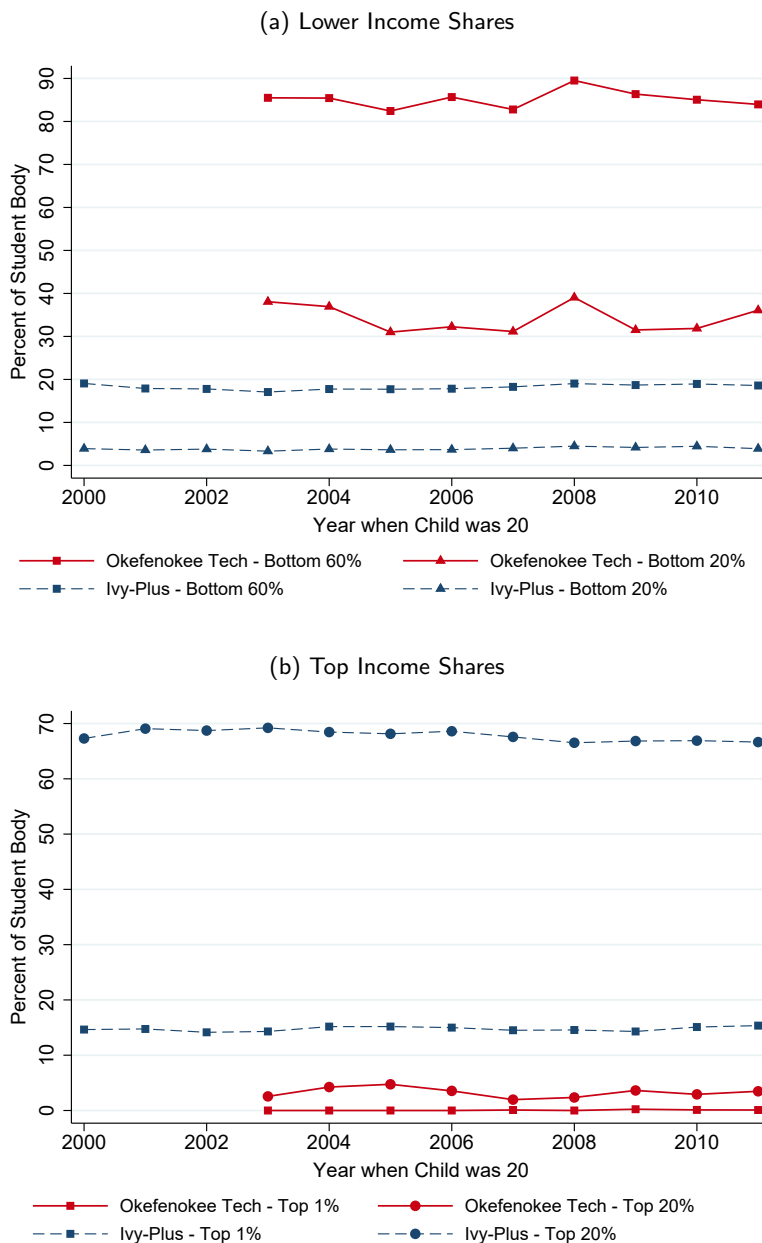 (a) Lower Income Shares
Percent of Student Body
90
80
70
60
50
40
30
20
10
0
2000 2002 2004 2006 2008 2010
Year when Child was 20
Okefenokee Tech - Bottom 60% Okefenokee Tech - Bottom 20%
Ivy-Plus - Bottom 60% Ivy-Plus - Bottom 20%
(b) Top Income Shares
Percent of Student Body
70
60
50
40
30
20
10
0
2000 2002 2004 2006 2008 2010
Year when Child was 20
Okefenokee Tech - Top 1% Okefenokee Tech - Top 20%
Ivy-Plus - Top 1% Ivy-Plus - Top 20%